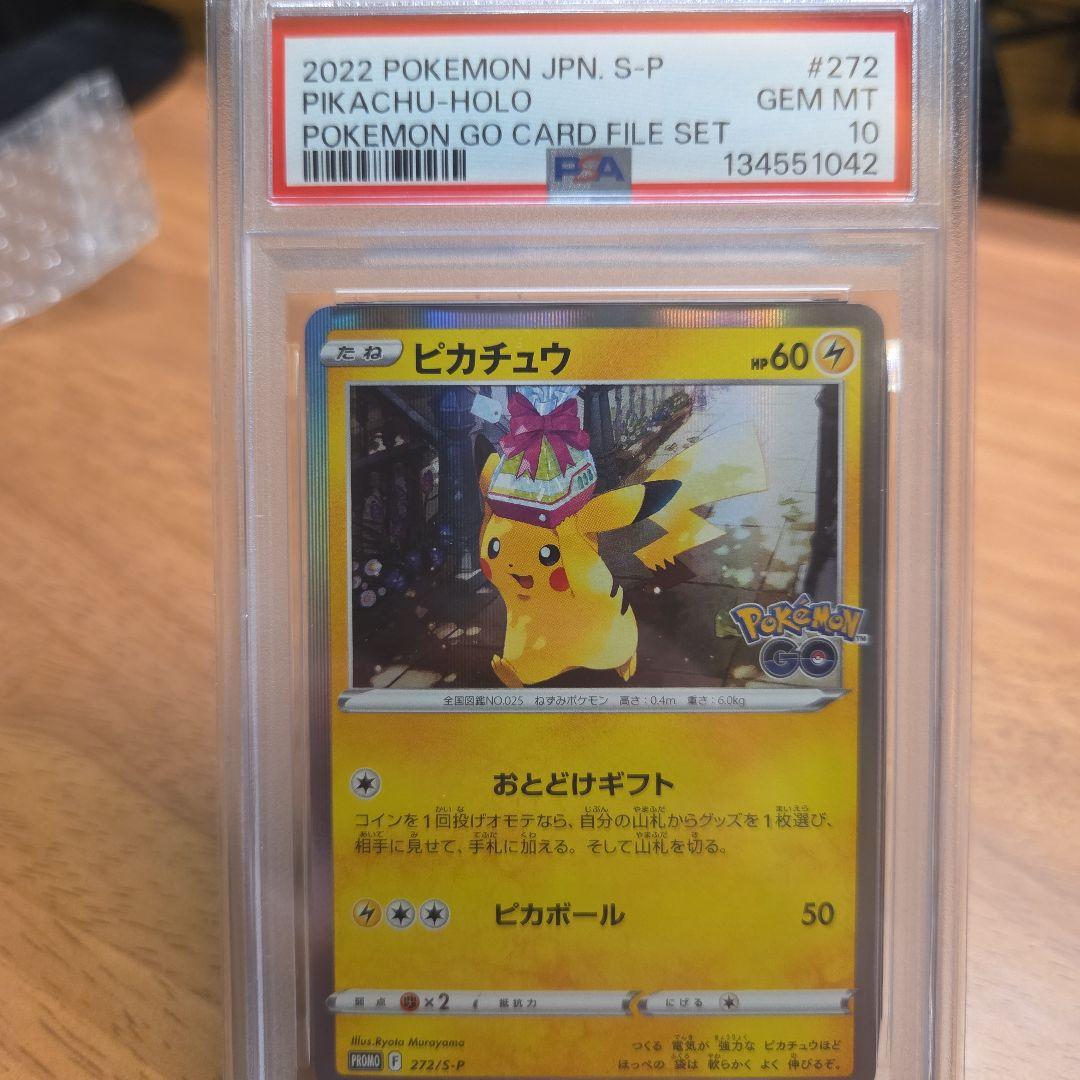 2022 POKEMON JPN. S-P #272
PIKACHU-HOLO GEM MT
POKEMON GO CARD FILE SET 10
PSA 134551042
たね ピカチュウ HP 60
Pokémon GO TM
全国図鑑NO.025 ねずみポケモン 高さ:0.4m 重さ:6.0kg
おとどけギフト
コインを1回投げオモテなら、自分の山札からグッズを1枚選び、
相手に見せて、手札に加える。そして山札を切る。
ピカボール 50
弱点 ×2 抵抗力 にげる
Illus.Ryota Murayama
PROMO F 272/S-P
つくる 電気が 強力な ピカチュウほど
ほっぺの 袋は 軟らかく よく 伸びるぞ。